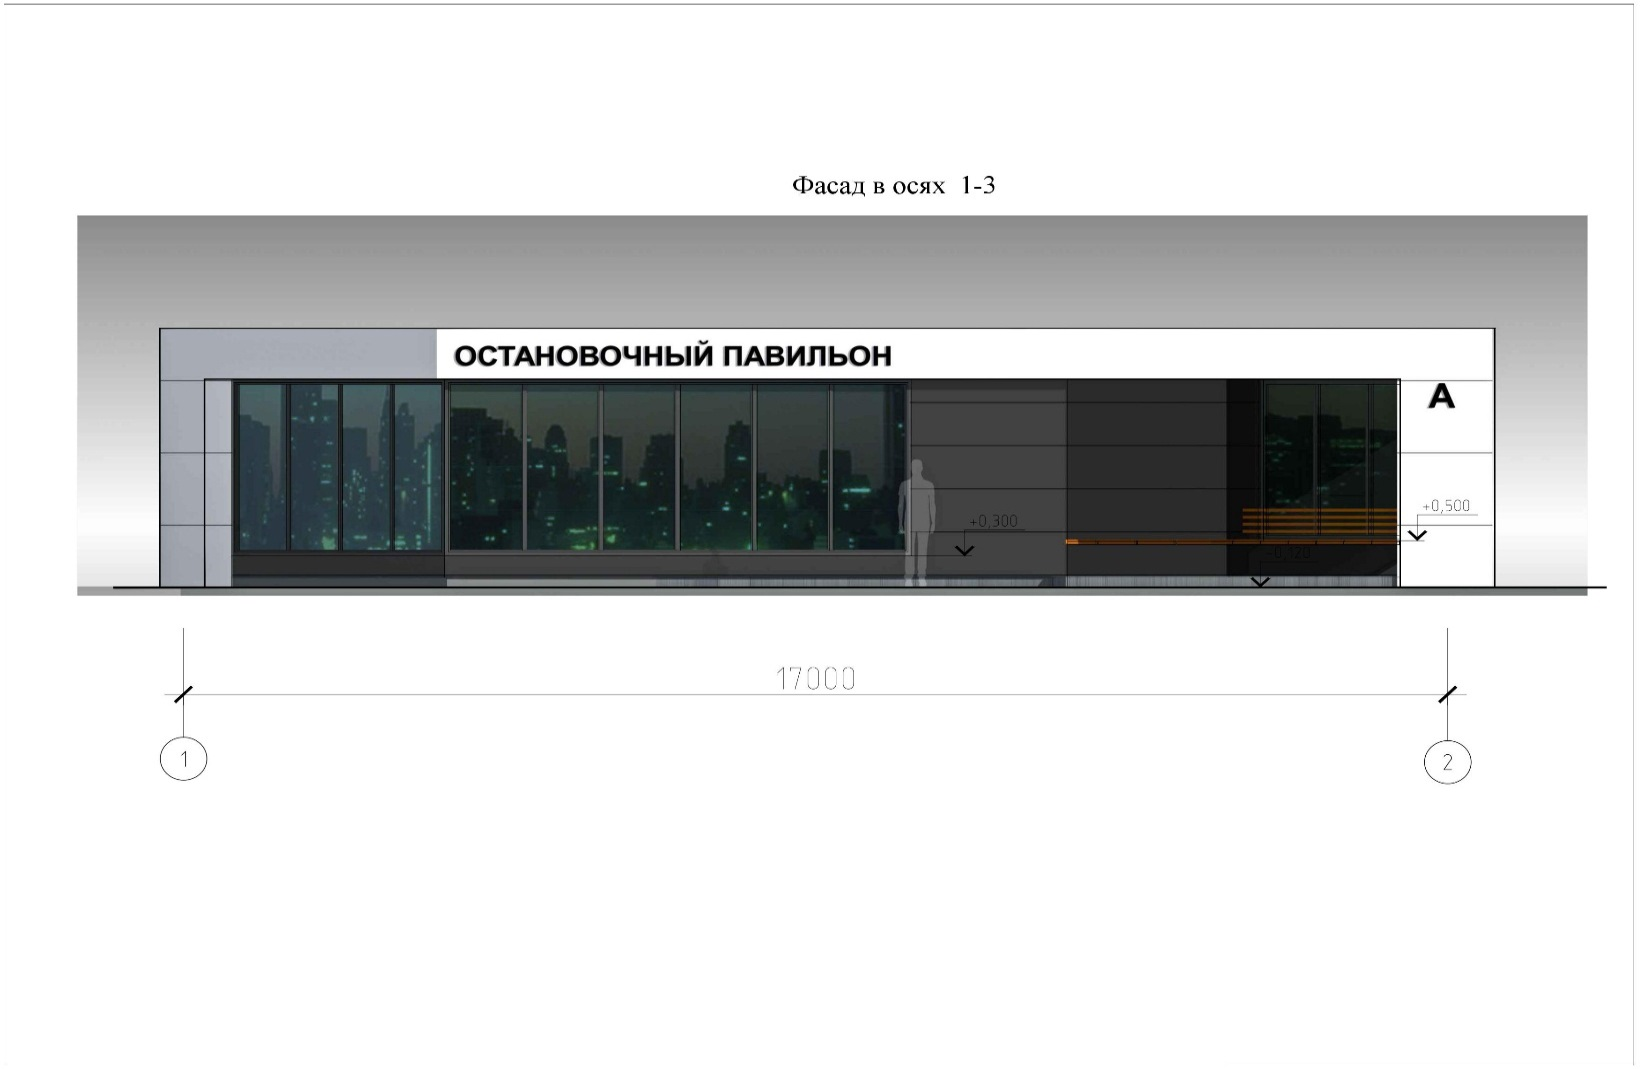 Фасад в осях 1-3
ОСТАНОВОЧНЫЙ ПАВИЛЬОН
А
+0,500
+0,300
17000
1
2